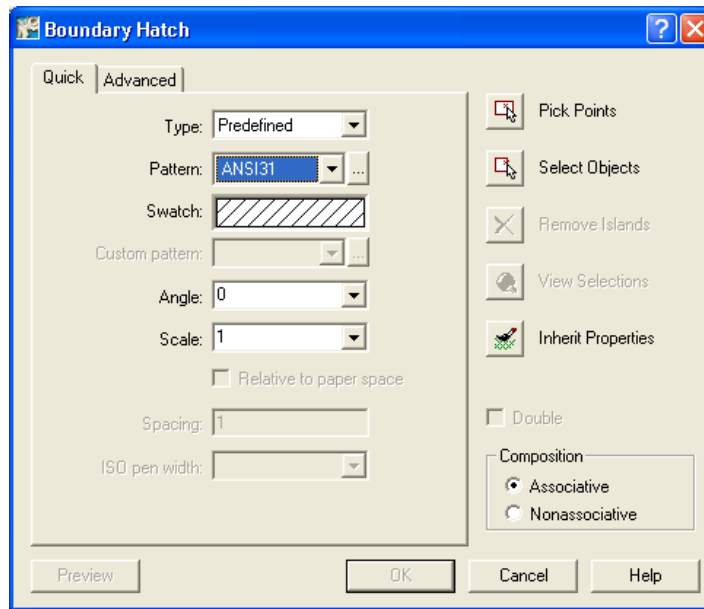 Boundary Hatch
Quick
Advanced
Type: Predefined
Pattern: ANSI31 ...
Swatch:
Custom pattern: ...
Angle: 0
Scale: 1
Relative to paper space
Spacing: 1
ISO pen width:
Pick Points
Select Objects
Remove Islands
View Selections
Inherit Properties
Double
Composition
Associative
Nonassociative
Preview
OK
Cancel
Help